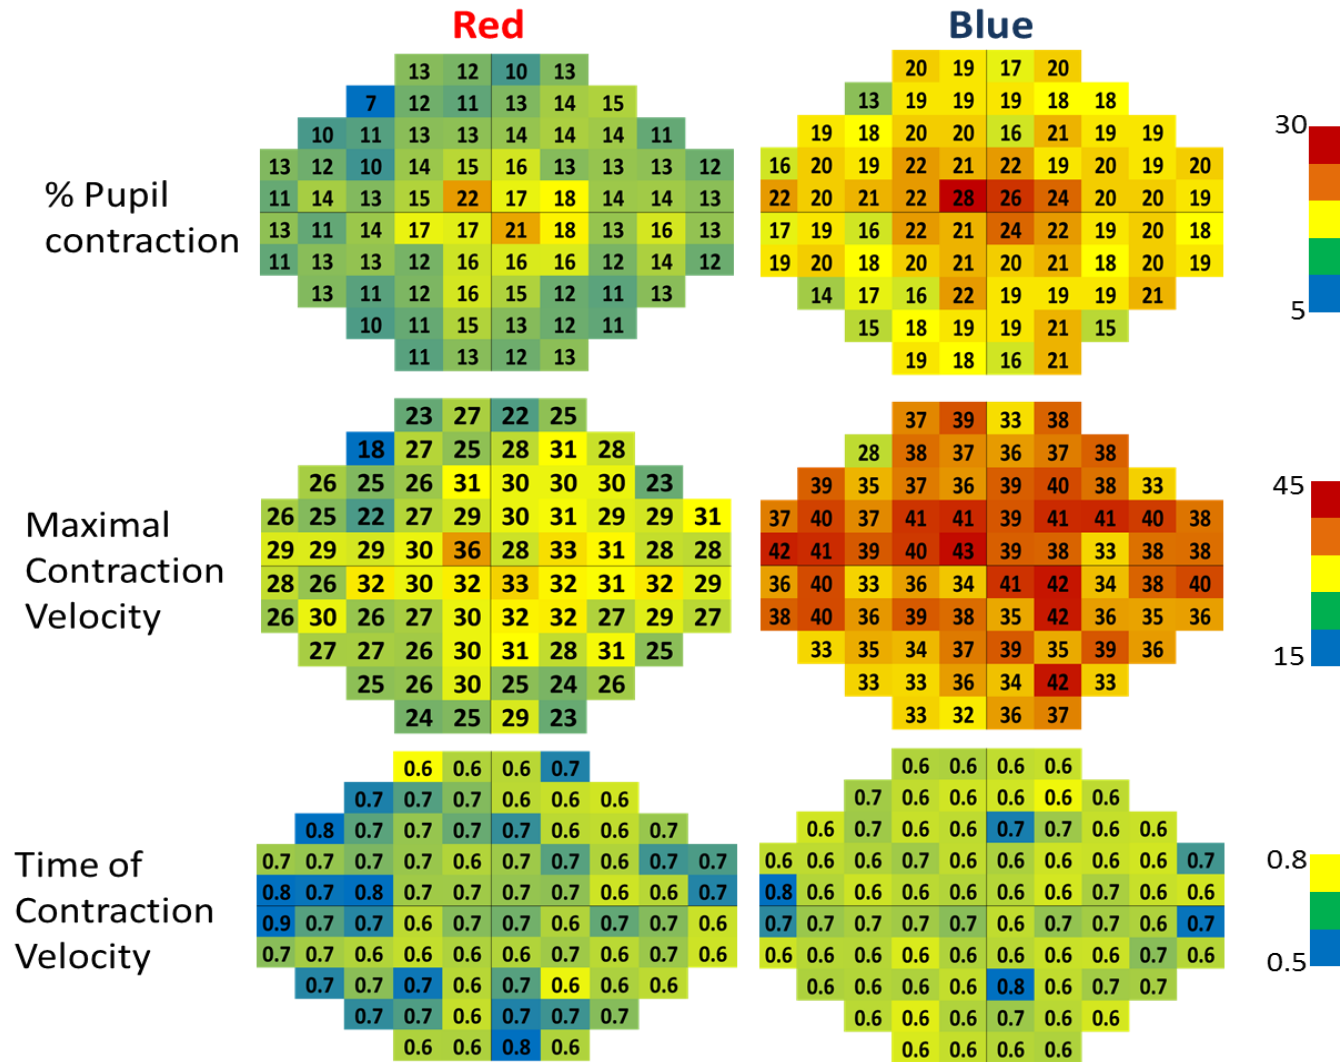 Red Blue
13 12 10 13 20 19 17 20
7 12 11 13 14 15 13 19 19 19 18 18
10 11 13 13 14 14 14 11 19 18 20 20 16 21 19 19
30
13 12 10 14 15 16 13 13 13 12 16 20 19 22 21 22 19 20 19 20
% Pupil
11 14 13 15 22 17 18 14 14 13 22 20 21 22 28 26 24 20 20 19
contraction
13 11 14 17 17 21 18 13 16 13 17 19 16 22 21 24 22 19 20 18
11 13 13 12 16 16 16 12 14 12 19 20 18 20 21 20 21 18 20 19
13 11 12 16 15 12 11 13 14 17 16 22 19 19 19 21
5
10 11 15 13 12 11 15 18 19 19 21 15
11 13 12 13 19 18 16 21
23 27 22 25 37 39 33 38
18 27 25 28 31 28 28 38 37 36 37 38
26 25 26 31 30 30 30 23 39 35 37 36 39 40 38 33
45
26 25 22 27 29 30 31 29 29 31 37 40 37 41 41 39 41 41 40 38
Maximal
29 29 29 30 36 28 33 31 28 28 42 41 39 40 43 39 38 33 38 38
Contraction
28 26 32 30 32 33 32 31 32 29 36 40 33 36 34 41 42 34 38 40
Velocity
26 30 26 27 30 32 32 27 29 27 38 40 36 39 38 35 42 36 35 36
27 27 26 30 31 28 31 25 33 35 34 37 39 35 39 36
15
25 26 30 25 24 26 33 33 36 34 42 33
24 25 29 23 33 32 36 37
0.6 0.6 0.6 0.7 0.6 0.6 0.6 0.6
0.7 0.7 0.7 0.6 0.6 0.6 0.7 0.6 0.6 0.6 0.6 0.6
0.8 0.7 0.7 0.7 0.7 0.6 0.6 0.7 0.6 0.7 0.6 0.6 0.7 0.7 0.6 0.6
0.7 0.7 0.7 0.7 0.6 0.7 0.7 0.6 0.7 0.7 0.6 0.6 0.6 0.7 0.6 0.6 0.6 0.6 0.6 0.7
0.8
Time of
0.8 0.7 0.8 0.7 0.7 0.7 0.7 0.6 0.6 0.7 0.8 0.6 0.6 0.6 0.6 0.6 0.6 0.7 0.6 0.6
Contraction
0.9 0.7 0.7 0.6 0.7 0.7 0.6 0.7 0.7 0.6 0.7 0.7 0.7 0.7 0.7 0.6 0.7 0.7 0.6 0.7
Velocity
0.7 0.7 0.6 0.6 0.6 0.6 0.7 0.6 0.7 0.6 0.6 0.6 0.6 0.6 0.6 0.6 0.6 0.6 0.7 0.6
0.5
0.7 0.7 0.7 0.6 0.7 0.6 0.6 0.6 0.6 0.6 0.6 0.6 0.8 0.6 0.7 0.7
0.7 0.7 0.6 0.7 0.7 0.7 0.6 0.6 0.6 0.7 0.6 0.6
0.6 0.6 0.8 0.6 0.6 0.6 0.6 0.6